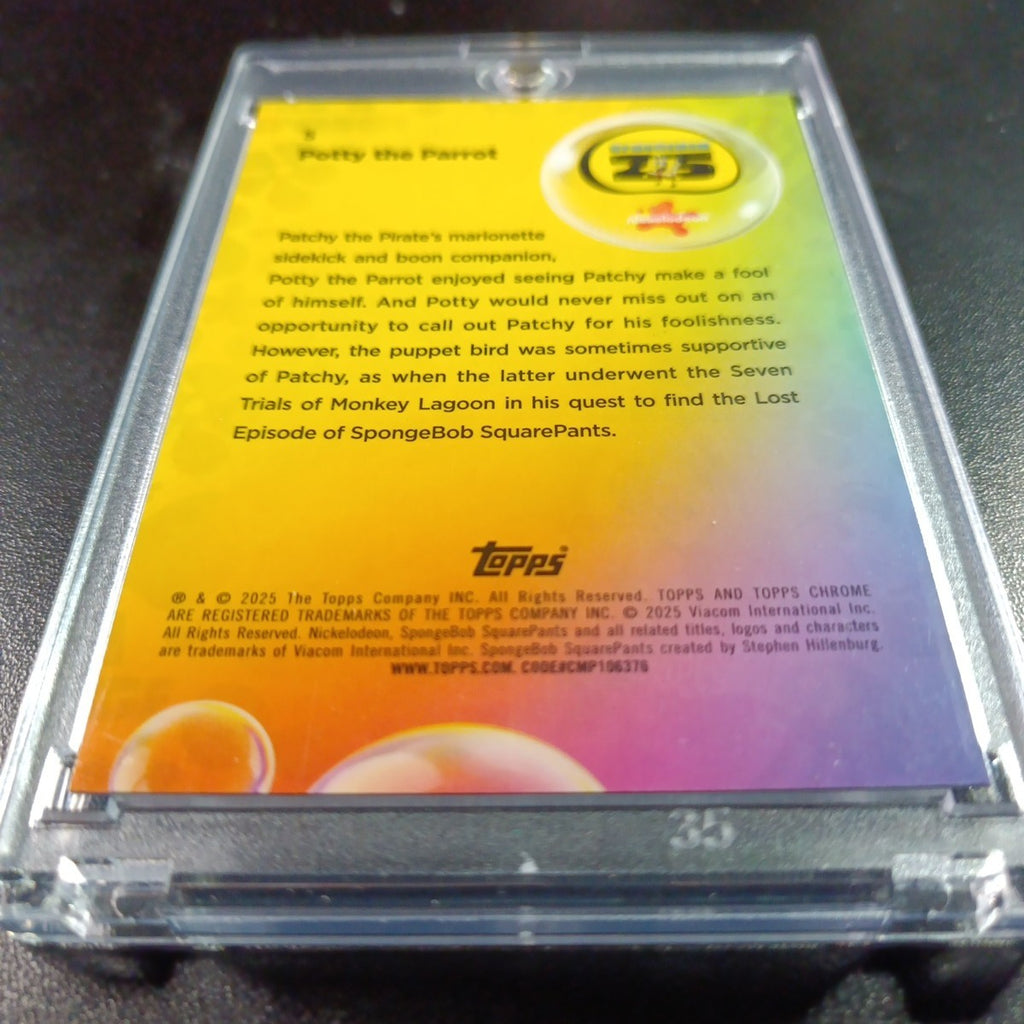 Potty the Parrot
25
nickelodeon
Patchy the Pirate's marionette
sidekick and boon companion,
Potty the Parrot enjoyed seeing Patchy make a fool
of himself. And Potty would never miss out on an
opportunity to call out Patchy for his foolishness.
However, the puppet bird was sometimes supportive
of Patchy, as when the latter underwent the Seven
Trials of Monkey Lagoon in his quest to find the Lost
Episode of SpongeBob SquarePants.
topps®
® & © 2025 The Topps Company INC. All Rights Reserved. TOPPS AND TOPPS CHROME
ARE REGISTERED TRADEMARKS OF THE TOPPS COMPANY INC. © 2025 Viacom International Inc.
All Rights Reserved. Nickelodeon, SpongeBob SquarePants and all related titles, logos and characters
are trademarks of Viacom International Inc. SpongeBob SquarePants created by Stephen Hillenburg.
WWW.TOPPS.COM. CODE#CMP106376
35